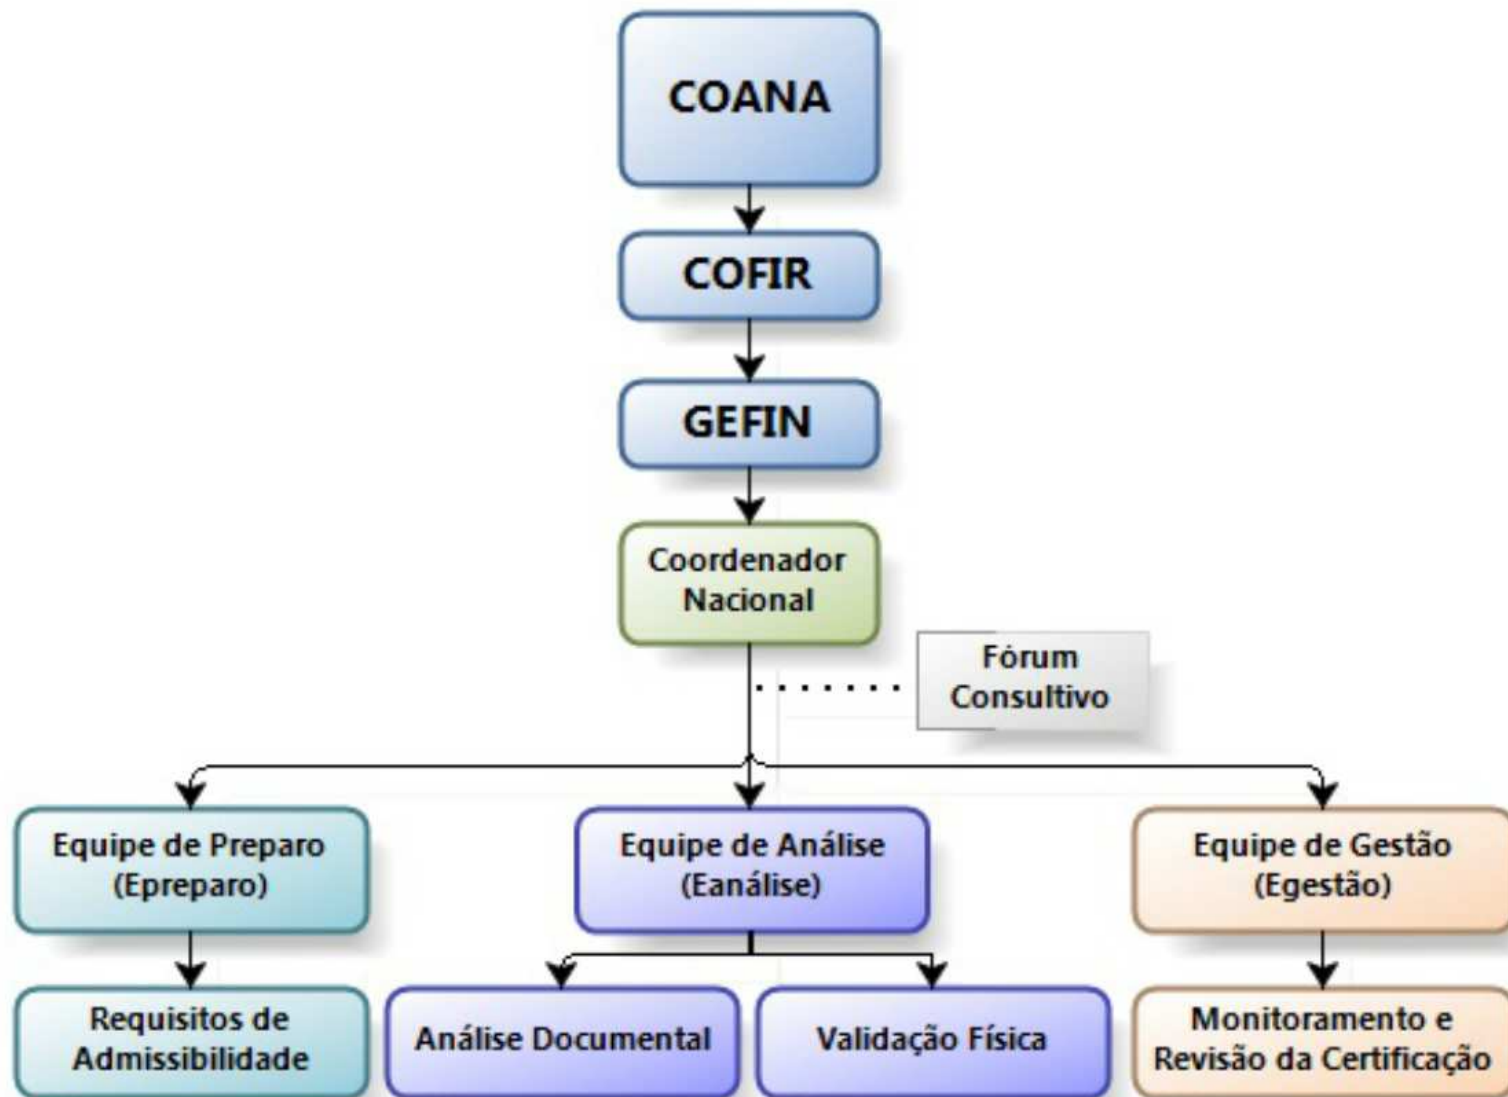 COANA
COFIR
GEFIN
Coordenador
Nacional
Fórum
Consultivo
Equipe de Preparo
(Epreparo)
Equipe de Análise
(Eanálise)
Equipe de Gestão
(Egestão)
Requisitos de
Admissibilidade
Análise Documental
Validação Física
Monitoramento e
Revisão da Certificação